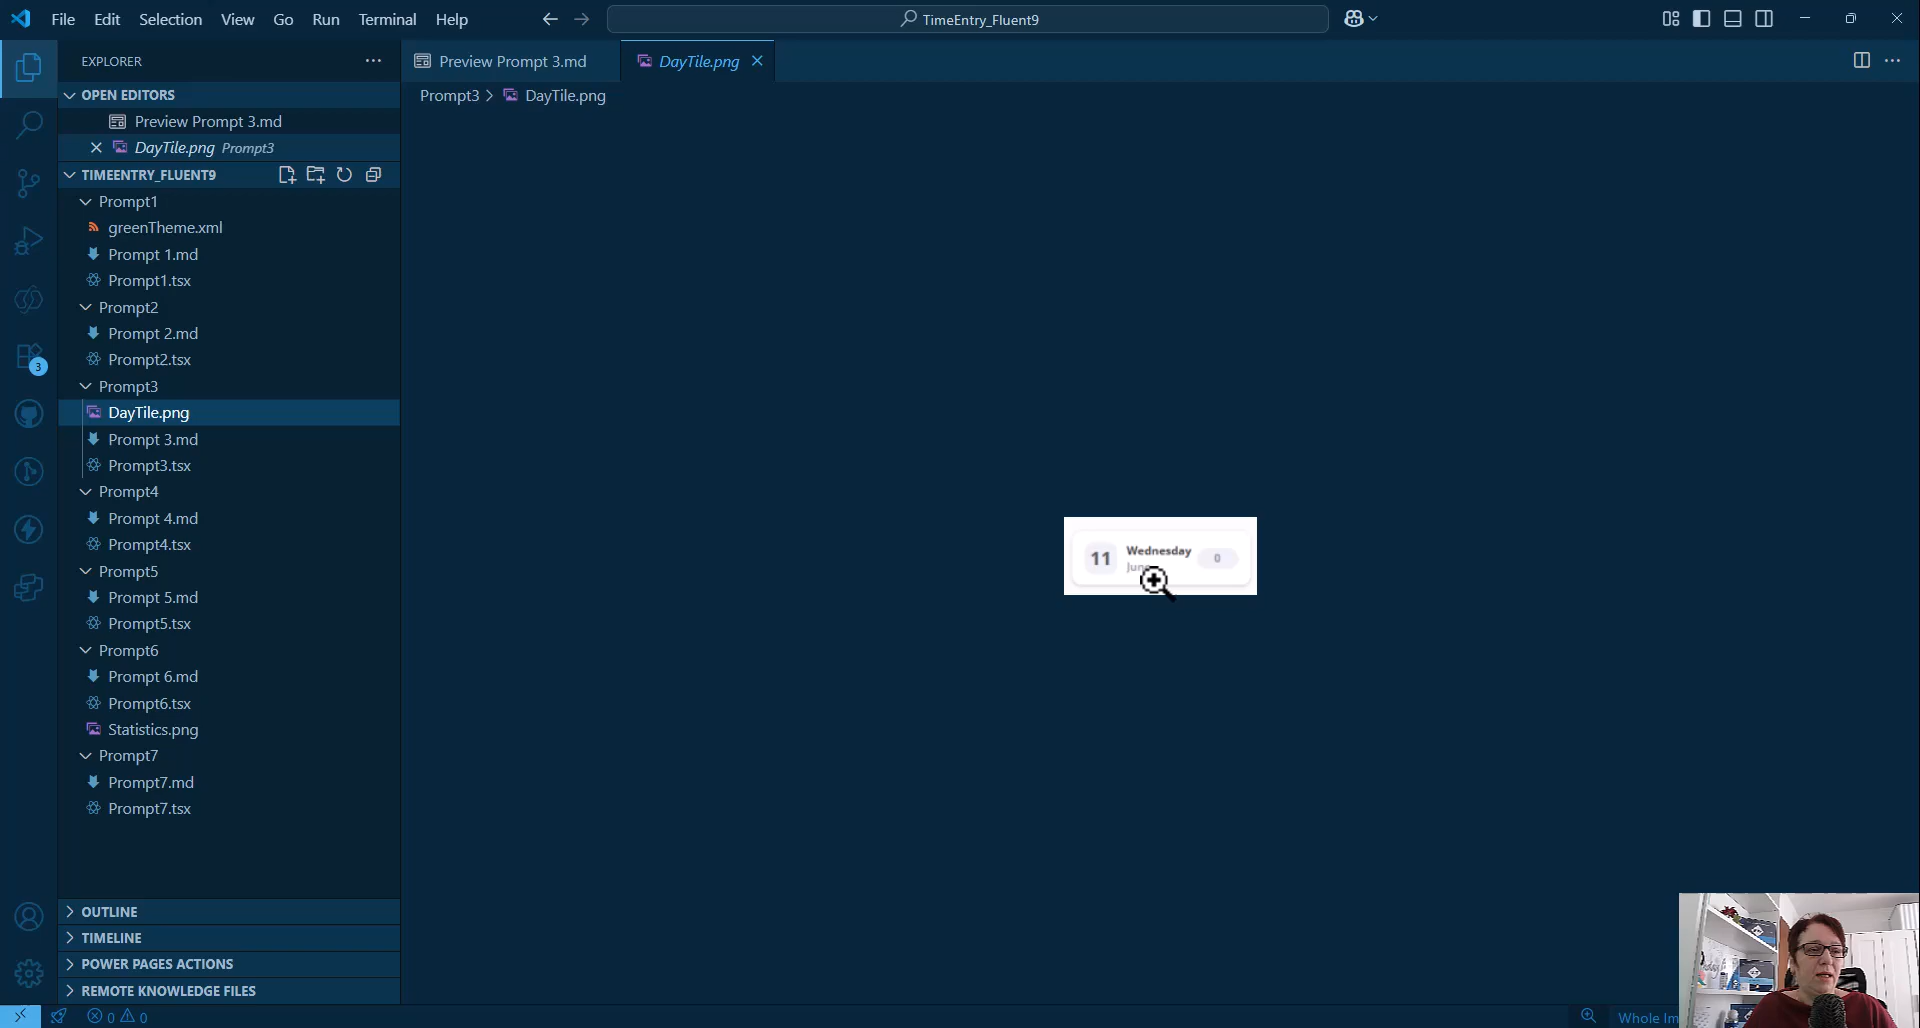 File Edit Selection View Go Run Terminal Help
TimeEntry_Fluent9
EXPLORER
Preview Prompt 3.md
DayTile.png
OPEN EDITORS
Prompt3 > DayTile.png
Preview Prompt 3.md
DayTile.png Prompt3
TIMEENTRY_FLUENT9
Prompt1
greenTheme.xml
Prompt 1.md
Prompt1.tsx
Prompt2
Prompt 2.md
Prompt2.tsx
3
Prompt3
DayTile.png
Prompt 3.md
Prompt3.tsx
Prompt4
Prompt 4.md
Prompt4.tsx
Prompt5
Prompt 5.md
Prompt5.tsx
Prompt6
Prompt 6.md
Prompt6.tsx
Statistics.png
Prompt7
Prompt7.md
Prompt7.tsx
11
Wednesday
June
0
OUTLINE
TIMELINE
POWER PAGES ACTIONS
REMOTE KNOWLEDGE FILES
0 0
Whole Im